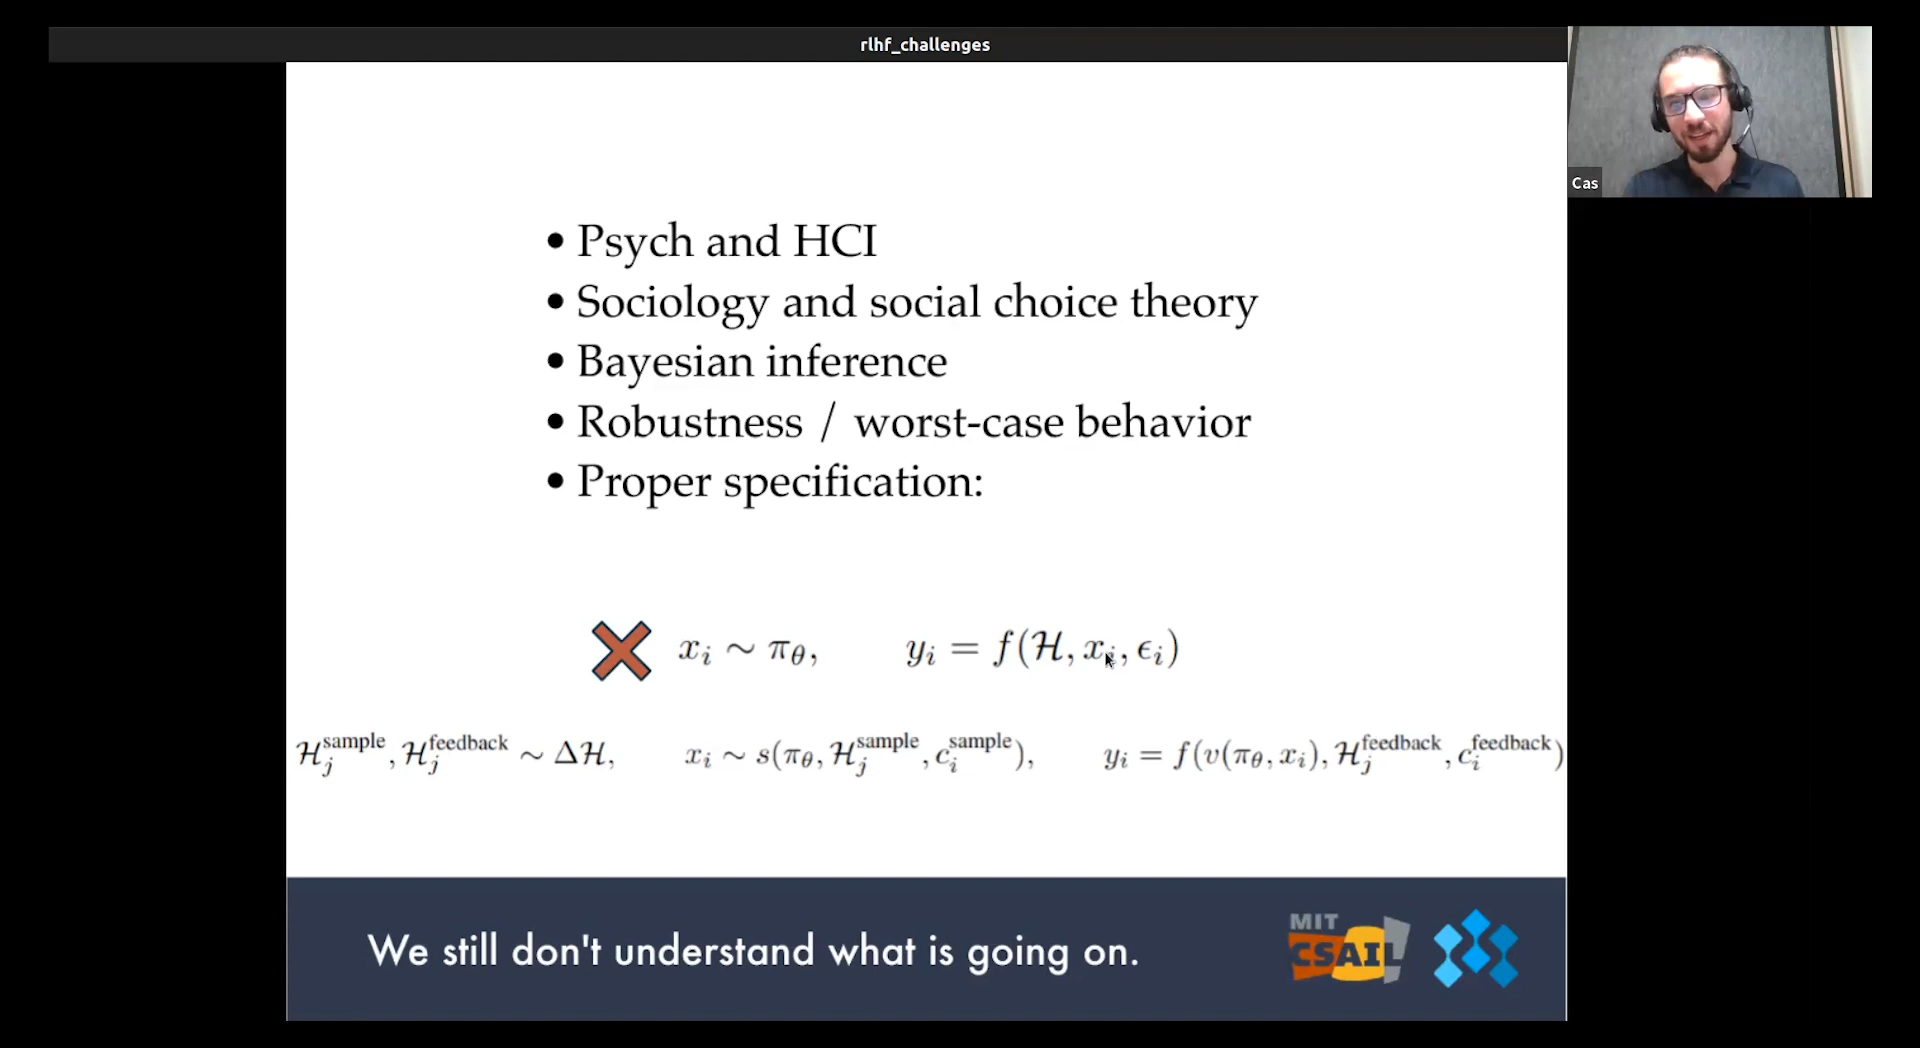 rlhf_challenges
Cas
• Psych and HCI
• Sociology and social choice theory
• Bayesian inference
• Robustness / worst-case behavior
• Proper specification:
x_i ∼ π_θ, y_i = f(ℋ, x_i, ϵ_i)
ℋ_j^sample, ℋ_j^feedback ∼ Δℋ, x_i ∼ s(π_θ, ℋ_j^sample, c_i^sample), y_i = f(v(π_θ, x_i), ℋ_j^feedback, c_i^feedback)
We still don't understand what is going on.
MIT
CSAIL